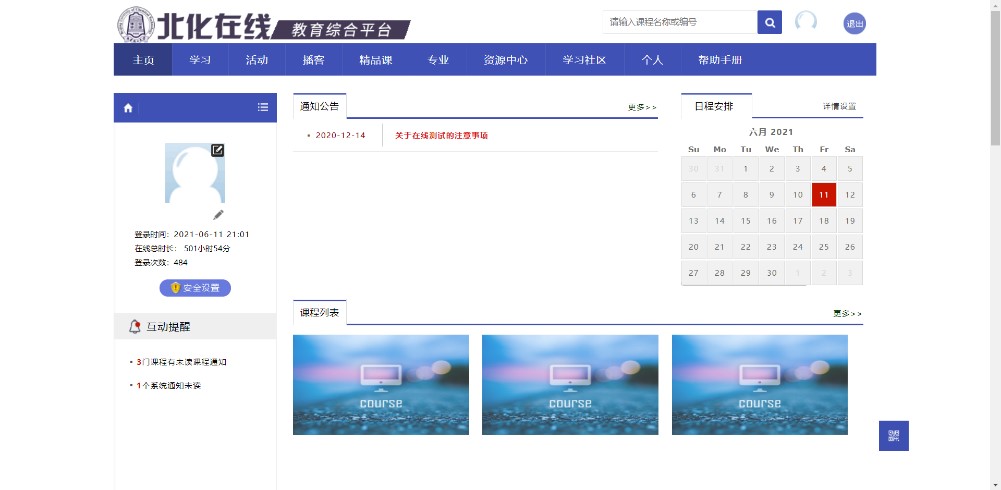 北化在线 教育综合平台
请输入课程名称或编号
退出
主页 学习 活动 播客 精品课 专业 资源中心 学习社区 个人 帮助手册
登录时间：2021-06-11 21:01
在线总时长： 501小时54分
登录次数：484
安全设置
互动提醒
• 3门课程有未读课程通知
• 1个系统通知未读
通知公告 更多>>
• 2020-12-14 关于在线测试的注意事项
日程安排 详情设置
六月 2021
Su Mo Tu We Th Fr Sa
30 31 1 2 3 4 5
6 7 8 9 10 11 12
13 14 15 16 17 18 19
20 21 22 23 24 25 26
27 28 29 30 1 2 3
课程列表 更多>>
course course course